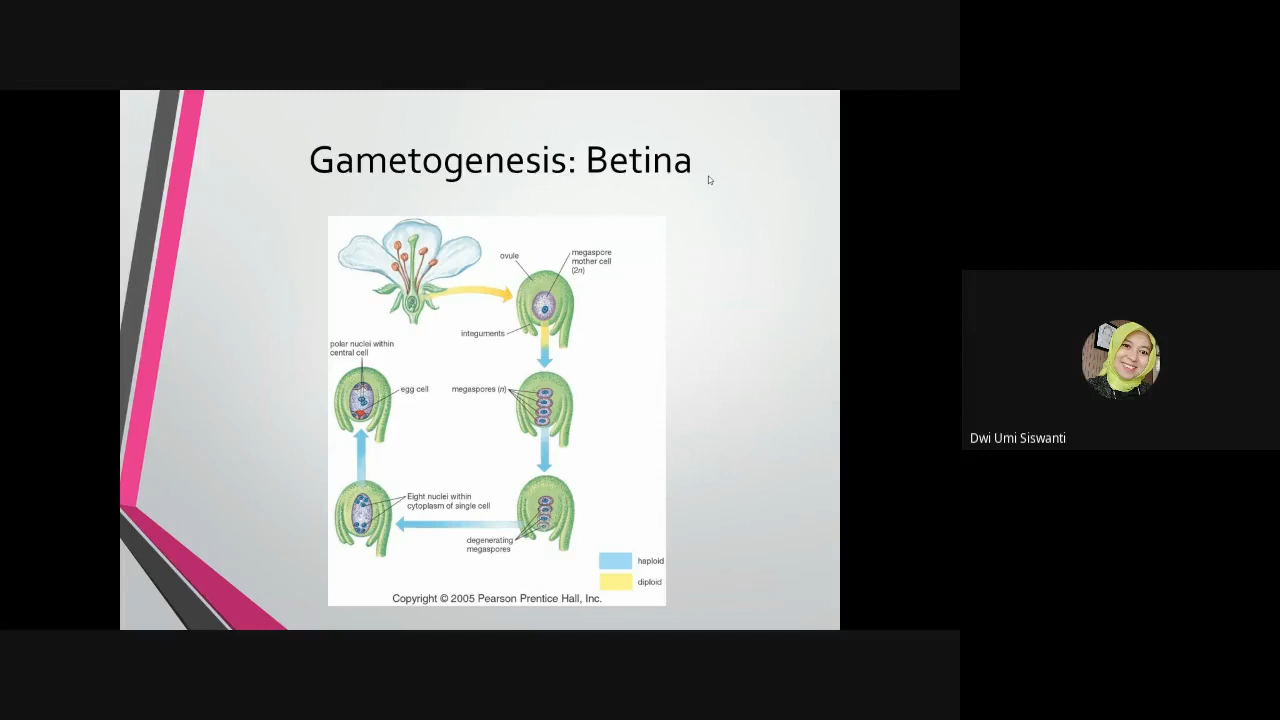 Gametogenesis: Betina
ovule
megaspore
mother cell
(2n)
integuments
polar nuclei within
central cell
egg cell
megaspores (n)
Eight nuclei within
cytoplasm of single cell
degenerating
megaspores
haploid
diploid
Copyright © 2005 Pearson Prentice Hall, Inc.
Dwi Umi Siswanti